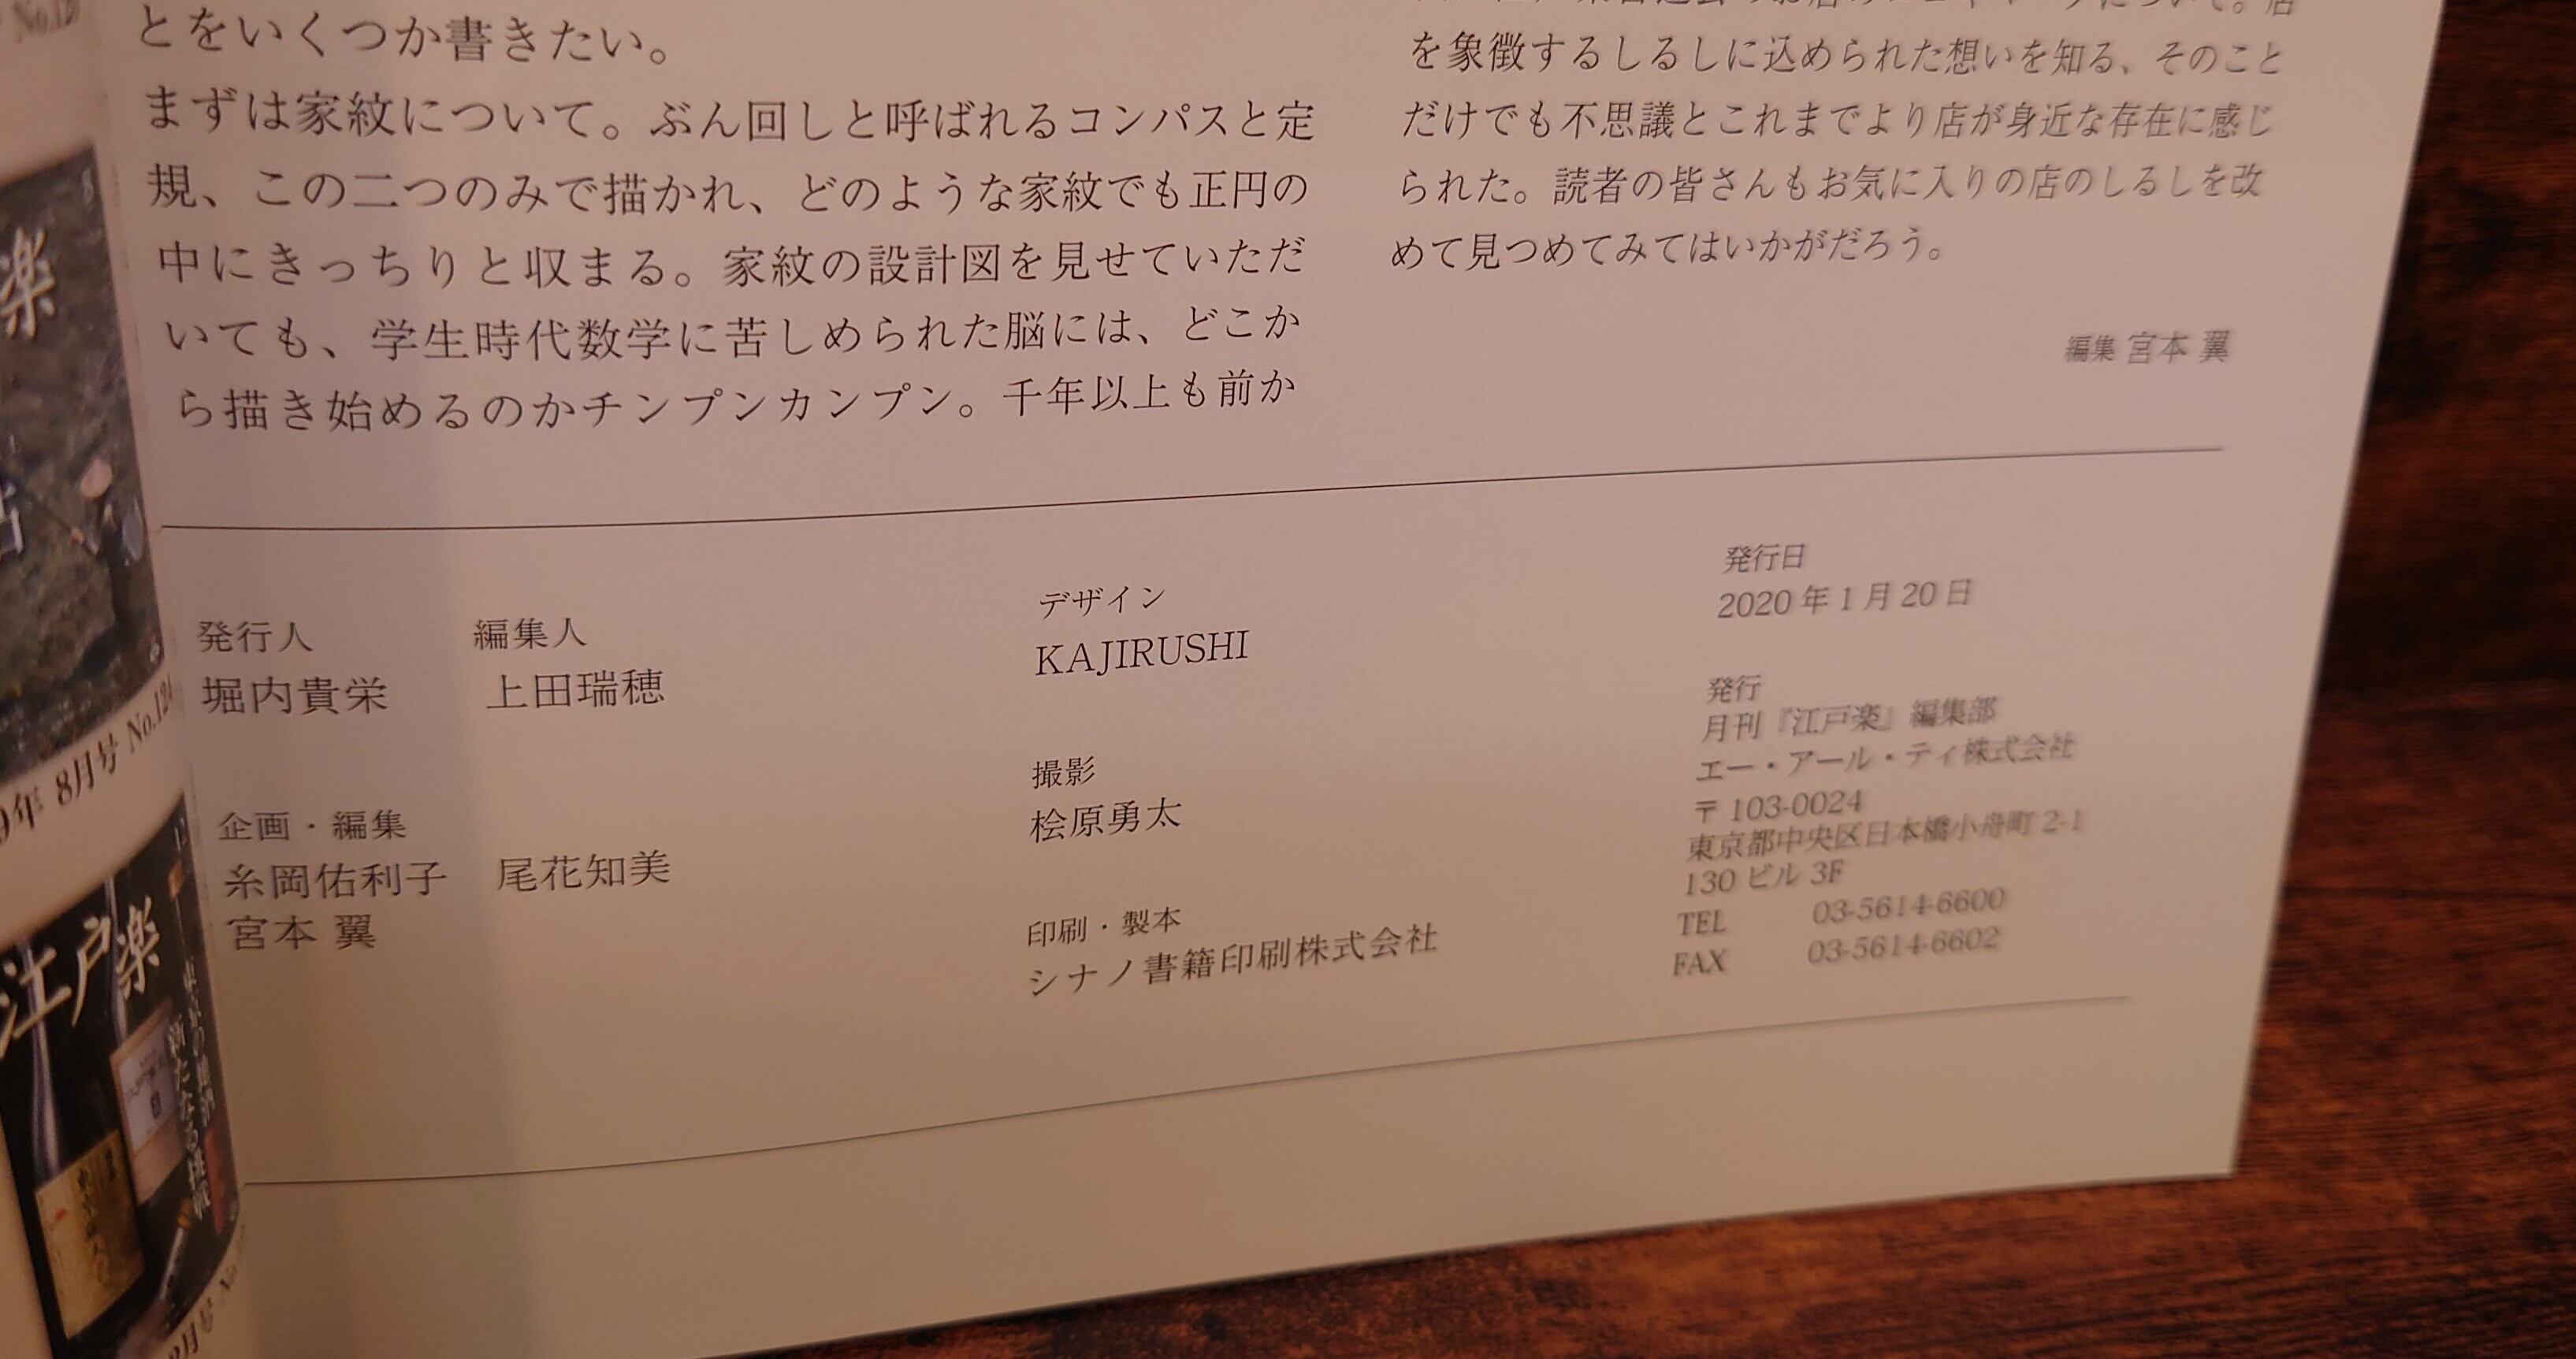 とをいくつか書きたい。
まずは家紋について。ぶん回しと呼ばれるコンパスと定
規、この二つのみで描かれ、どのような家紋でも正円の
中にきっちりと収まる。家紋の設計図を見せていただ
いても、学生時代数学に苦しめられた脳には、どこか
ら描き始めるのかチンプンカンプン。千年以上も前か
を象徴するしるしに込められた想いを知る、そのこと
だけでも不思議とこれまでより店が身近な存在に感じ
られた。読者の皆さんもお気に入りの店のしるしを改
めて見つめてみてはいかがだろう。
編集 宮本 翼
発行人
堀内貴栄
編集人
上田瑞穂
企画・編集
糸岡佑利子 尾花知美
宮本 翼
デザイン
KAJIRUSHI
撮影
桧原勇太
印刷・製本
シナノ書籍印刷株式会社
発行日
2020年1月20日
発行
月刊『江戸楽』編集部
エー・アール・ティ株式会社
〒103-0024
東京都中央区日本橋小舟町2-1
130ビル 3F
TEL 03-5614-6600
FAX 03-5614-6602
楽
9年 8月号 No.124
江戸楽
新たなる挑戦